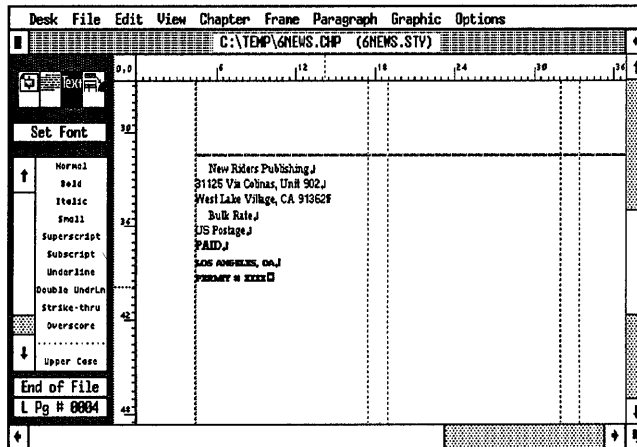 Desk File Edit View Chapter Frame Paragraph Graphic Options
C:\TEMP\6NEWS.CHP (6NEWS.STY)
0,0 6 12 18 24 30 36
Text
Set Font
30
Normal
Bold
Italic
Small
Superscript
Subscript
Underline
Double UndrLn
Strike-thru
Overscore
Upper Case
36
42
48
New Riders Publishing
31125 Via Colinas, Unit 902
West Lake Village, CA 91362
Bulk Rate
US Postage
PAID
LOS ANGELES, CA
PERMIT # XXXX
End of File
L Pg # 0004